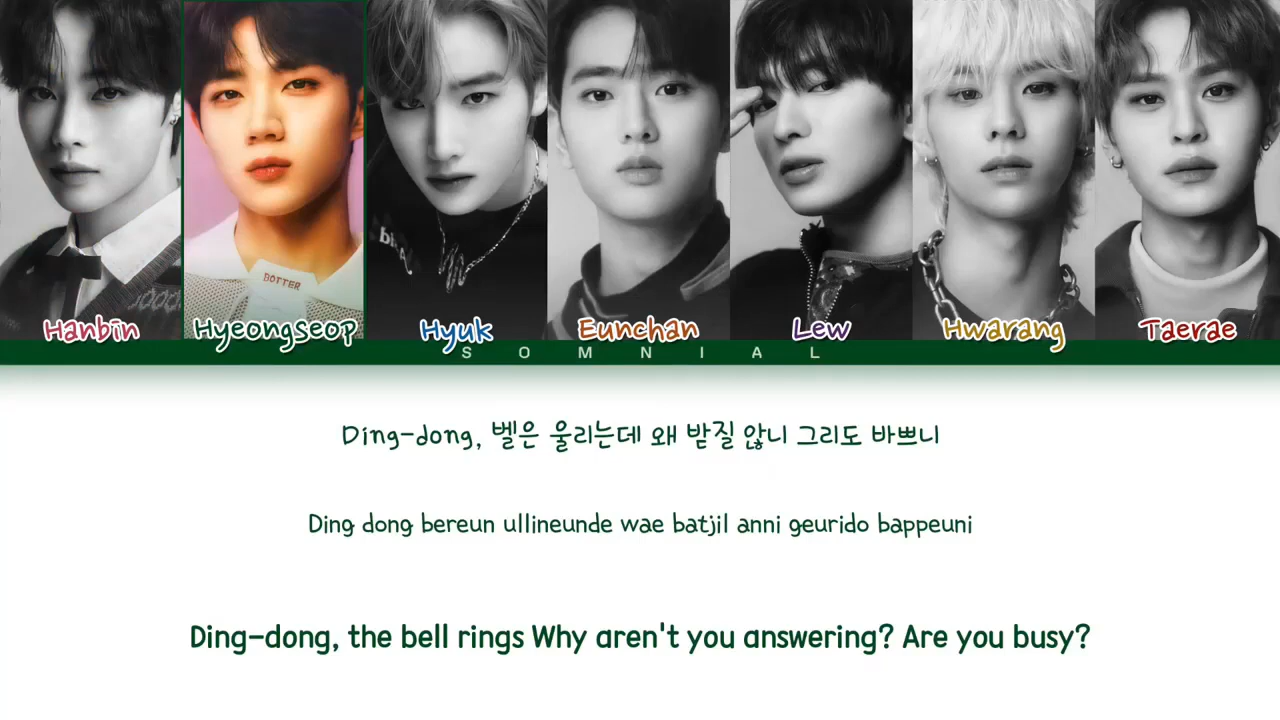 BOTTER
Hanbin Hyeongseop Hyuk Eunchan Lew Hwarang Taerae
SOMNIAL
Ding-dong, 벨은 울리는데 왜 받질 않니 그리도 바쁘니
Ding dong bereun ullineunde wae batjil anni geurido bappeuni
Ding-dong, the bell rings Why aren't you answering? Are you busy?